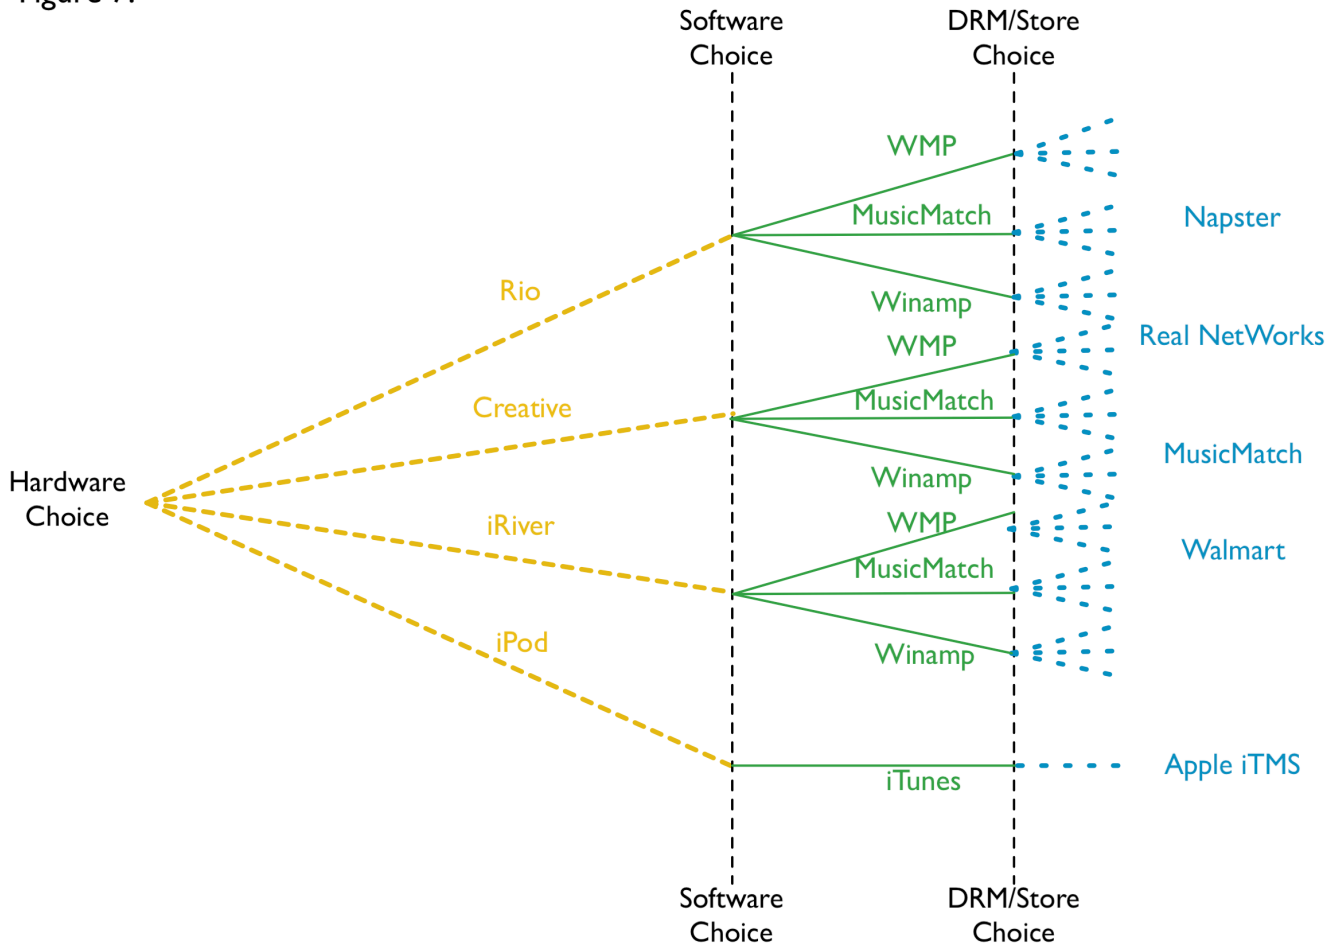 Software
Choice
DRM/Store
Choice
WMP
MusicMatch
Napster
Rio
Winamp
Real NetWorks
WMP
Creative
MusicMatch
MusicMatch
Hardware
Choice
Winamp
iRiver
WMP
Walmart
MusicMatch
iPod
Winamp
Apple iTMS
iTunes
Software
Choice
DRM/Store
Choice